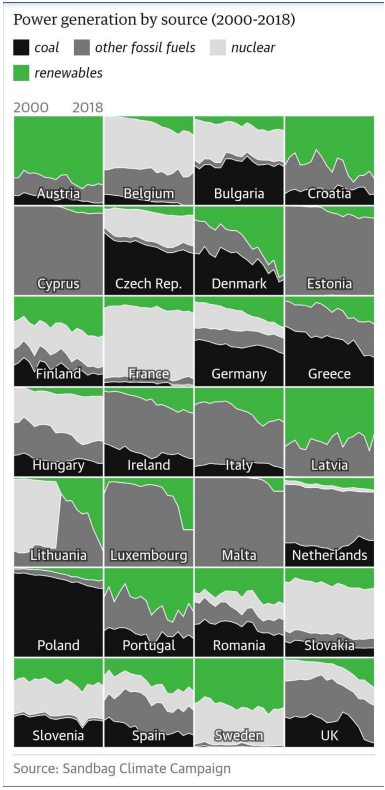 Power generation by source (2000-2018)
coal other fossil fuels nuclear
renewables
2000 2018
Austria Belgium Bulgaria Croatia
Cyprus Czech Rep. Denmark Estonia
Finland France Germany Greece
Hungary Ireland Italy Latvia
Lithuania Luxembourg Malta Netherlands
Poland Portugal Romania Slovakia
Slovenia Spain Sweden UK
Source: Sandbag Climate Campaign